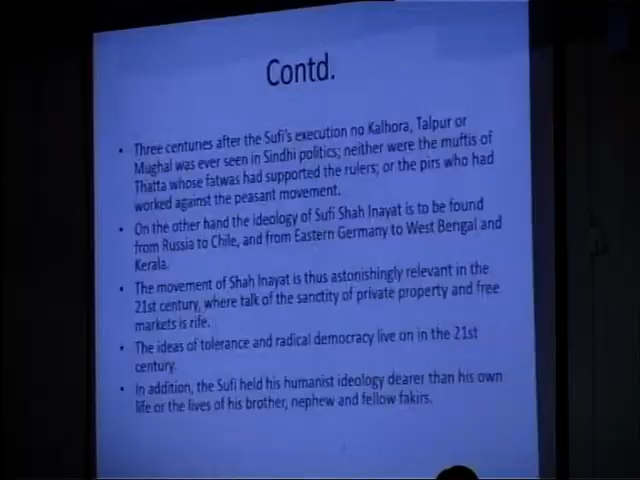 Contd.
• Three centuries after the Sufi's execution no Kalhora, Talpur or
Mughal was ever seen in Sindhi politics; neither were the muftis of
Thatta whose fatwas had supported the rulers; or the pirs who had
worked against the peasant movement.
• On the other hand the ideology of Sufi Shah Inayat is to be found
from Russia to Chile, and from Eastern Germany to West Bengal and
Kerala.
• The movement of Shah Inayat is thus astonishingly relevant in the
21st century, where talk of the sanctity of private property and free
markets is rife.
• The ideas of tolerance and radical democracy live on in the 21st
century.
• In addition, the Sufi held his humanist ideology dearer than his own
life or the lives of his brother, nephew and fellow fakirs.